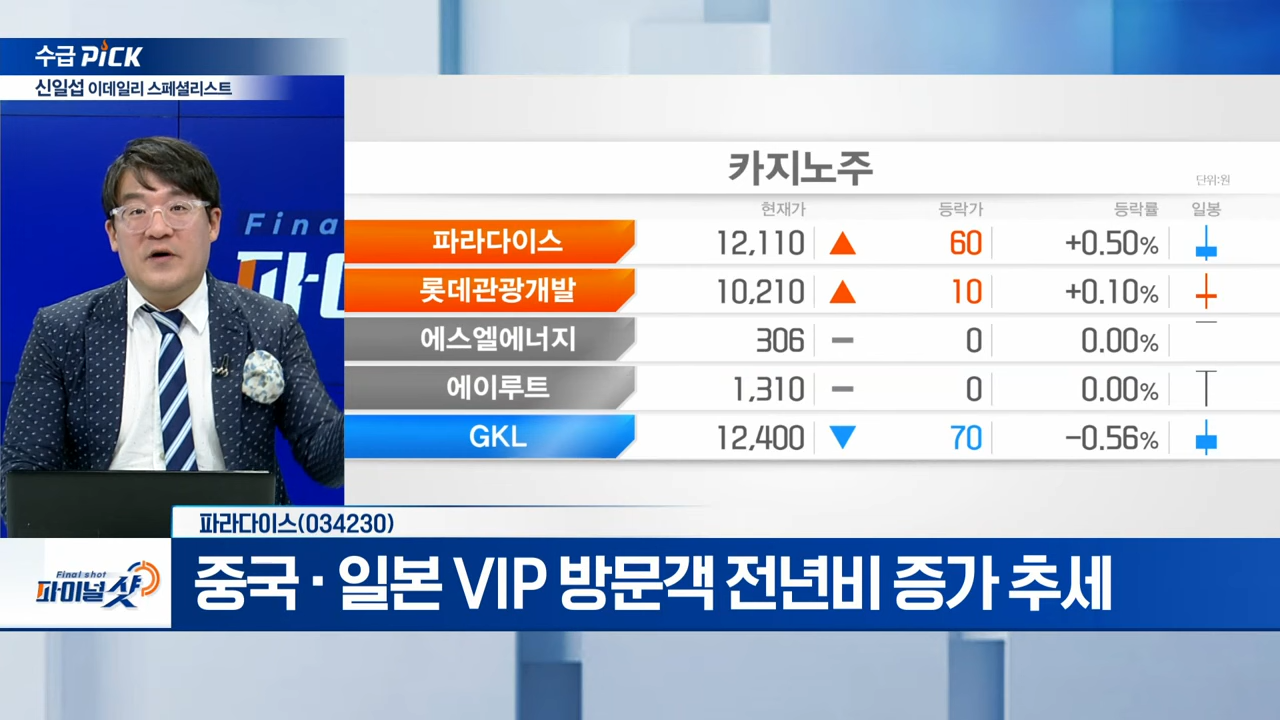 수급 PiCK
신일섭 이데일리 스페셜리스트
Fina
파이
카지노주
단위:원
현재가 등락가 등락률 일봉
파라다이스 12,110 ▲ 60 +0.50%
롯데관광개발 10,210 ▲ 10 +0.10%
에스엘에너지 306 － 0 0.00%
에이루트 1,310 － 0 0.00%
GKL 12,400 ▼ 70 -0.56%
파라다이스(034230)
Final shot
파이널샷
중국·일본 VIP 방문객 전년비 증가 추세